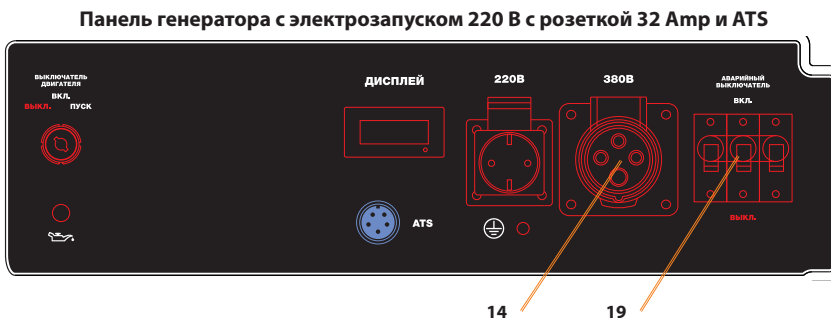 Панель генератора с электрозапуском 220 В с розеткой 32 Amp и ATS
ВЫКЛЮЧАТЕЛЬ
ДВИГАТЕЛЯ
ВКЛ.
ВЫКЛ. ПУСК
ДИСПЛЕЙ
220В
380В
АВАРИЙНЫЙ
ВЫКЛЮЧАТЕЛЬ
ВКЛ.
ATS
ВЫКЛ.
14
19